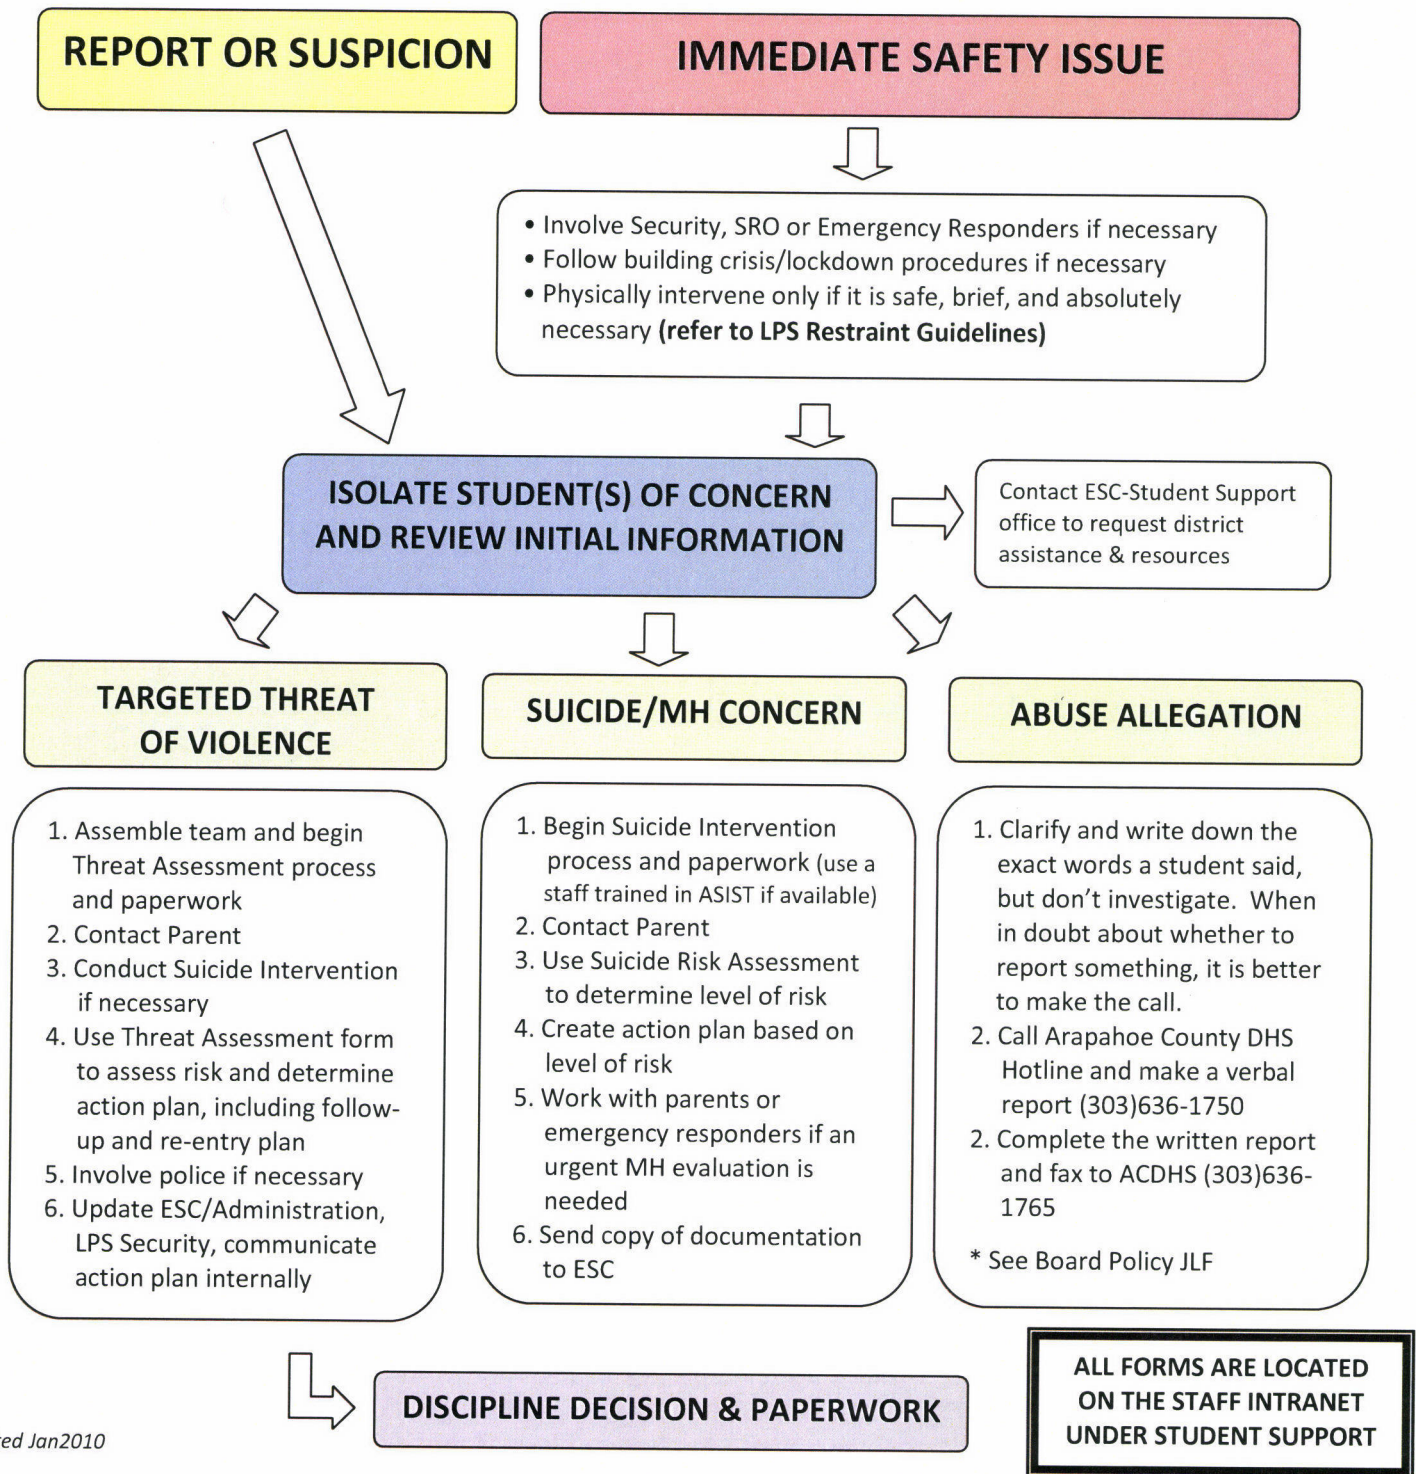 REPORT OR SUSPICION
IMMEDIATE SAFETY ISSUE
• Involve Security, SRO or Emergency Responders if necessary
• Follow building crisis/lockdown procedures if necessary
• Physically intervene only if it is safe, brief, and absolutely
necessary (refer to LPS Restraint Guidelines)
ISOLATE STUDENT(S) OF CONCERN
AND REVIEW INITIAL INFORMATION
Contact ESC-Student Support
office to request district
assistance & resources
TARGETED THREAT
OF VIOLENCE
1. Assemble team and begin
Threat Assessment process
and paperwork
2. Contact Parent
3. Conduct Suicide Intervention
if necessary
4. Use Threat Assessment form
to assess risk and determine
action plan, including follow-
up and re-entry plan
5. Involve police if necessary
6. Update ESC/Administration,
LPS Security, communicate
action plan internally
SUICIDE/MH CONCERN
1. Begin Suicide Intervention
process and paperwork (use a
staff trained in ASIST if available)
2. Contact Parent
3. Use Suicide Risk Assessment
to determine level of risk
4. Create action plan based on
level of risk
5. Work with parents or
emergency responders if an
urgent MH evaluation is
needed
6. Send copy of documentation
to ESC
ABUSE ALLEGATION
1. Clarify and write down the
exact words a student said,
but don't investigate. When
in doubt about whether to
report something, it is better
to make the call.
2. Call Arapahoe County DHS
Hotline and make a verbal
report (303)636-1750
2. Complete the written report
and fax to ACDHS (303)636-
1765
* See Board Policy JLF
DISCIPLINE DECISION & PAPERWORK
ALL FORMS ARE LOCATED
ON THE STAFF INTRANET
UNDER STUDENT SUPPORT
Jan2010